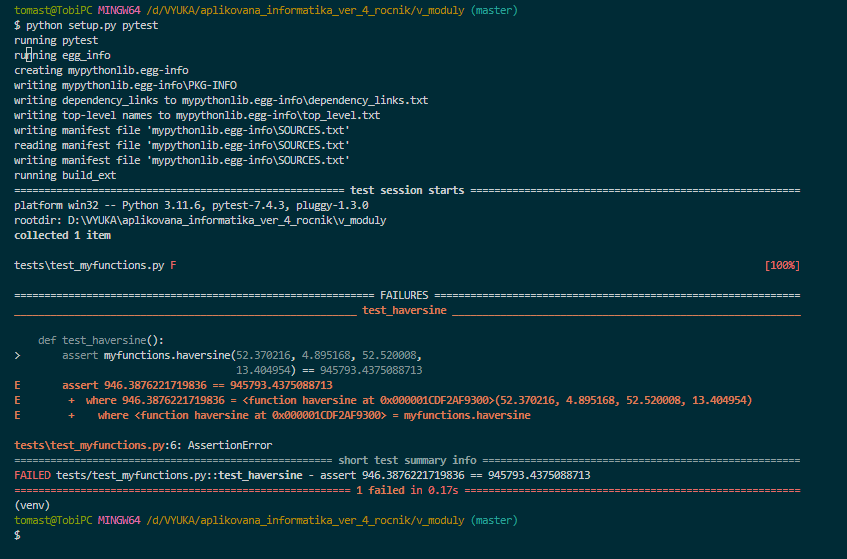 tomast@TobiPC MINGW64 /d/VYUKA/aplikovana_informatika_ver_4_rocnik/v_moduly (master)
$ python setup.py pytest
running pytest
running egg_info
creating mypythonlib.egg-info
writing mypythonlib.egg-info\PKG-INFO
writing dependency_links to mypythonlib.egg-info\dependency_links.txt
writing top-level names to mypythonlib.egg-info\top_level.txt
writing manifest file 'mypythonlib.egg-info\SOURCES.txt'
reading manifest file 'mypythonlib.egg-info\SOURCES.txt'
writing manifest file 'mypythonlib.egg-info\SOURCES.txt'
running build_ext
======================================================= test session starts =======================================================
platform win32 -- Python 3.11.6, pytest-7.4.3, pluggy-1.3.0
rootdir: D:\VYUKA\aplikovana_informatika_ver_4_rocnik\v_moduly
collected 1 item
tests\test_myfunctions.py F [100%]
============================================================ FAILURES =============================================================
_________________________________________________________ test_haversine __________________________________________________________
def test_haversine():
> assert myfunctions.haversine(52.370216, 4.895168, 52.520008,
13.404954) == 945793.4375088713
E assert 946.3876221719836 == 945793.4375088713
E + where 946.3876221719836 = <function haversine at 0x000001CDF2AF9300>(52.370216, 4.895168, 52.520008, 13.404954)
E + where <function haversine at 0x000001CDF2AF9300> = myfunctions.haversine
tests\test_myfunctions.py:6: AssertionError
===================================================== short test summary info =====================================================
FAILED tests/test_myfunctions.py::test_haversine - assert 946.3876221719836 == 945793.4375088713
======================================================== 1 failed in 0.17s ========================================================
(venv)
tomast@TobiPC MINGW64 /d/VYUKA/aplikovana_informatika_ver_4_rocnik/v_moduly (master)
$